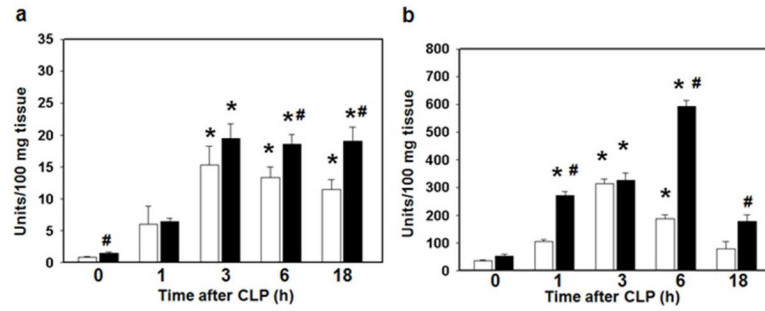 a
35
30
25
20
15
10
5
0
Units/100 mg tissue
#
* *
* *#
* *#
0 1 3 6 18
Time after CLP (h)
b
800
700
600
500
400
300
200
100
0
Units/100 mg tissue
* #
* *
* * #
#
0 1 3 6 18
Time after CLP (h)